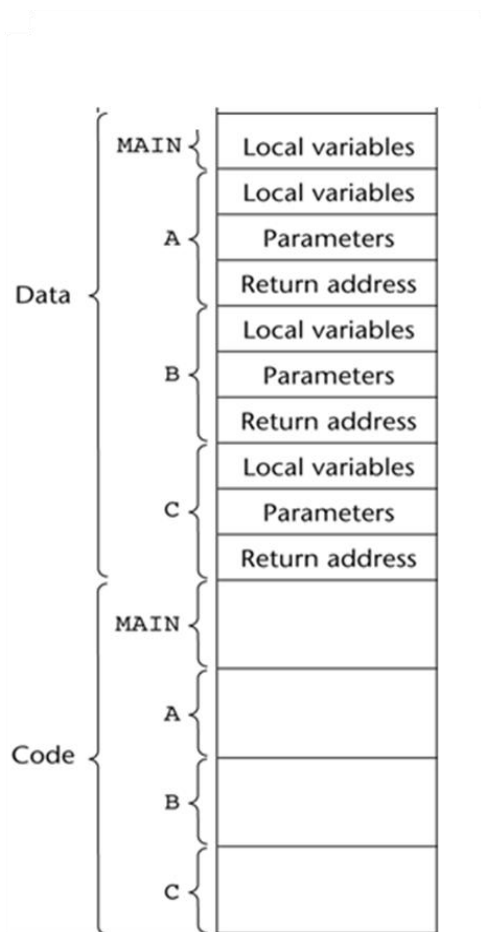 MAIN
Local variables
Local variables
A
Parameters
Return address
Data
Local variables
B
Parameters
Return address
Local variables
C
Parameters
Return address
MAIN
A
Code
B
C